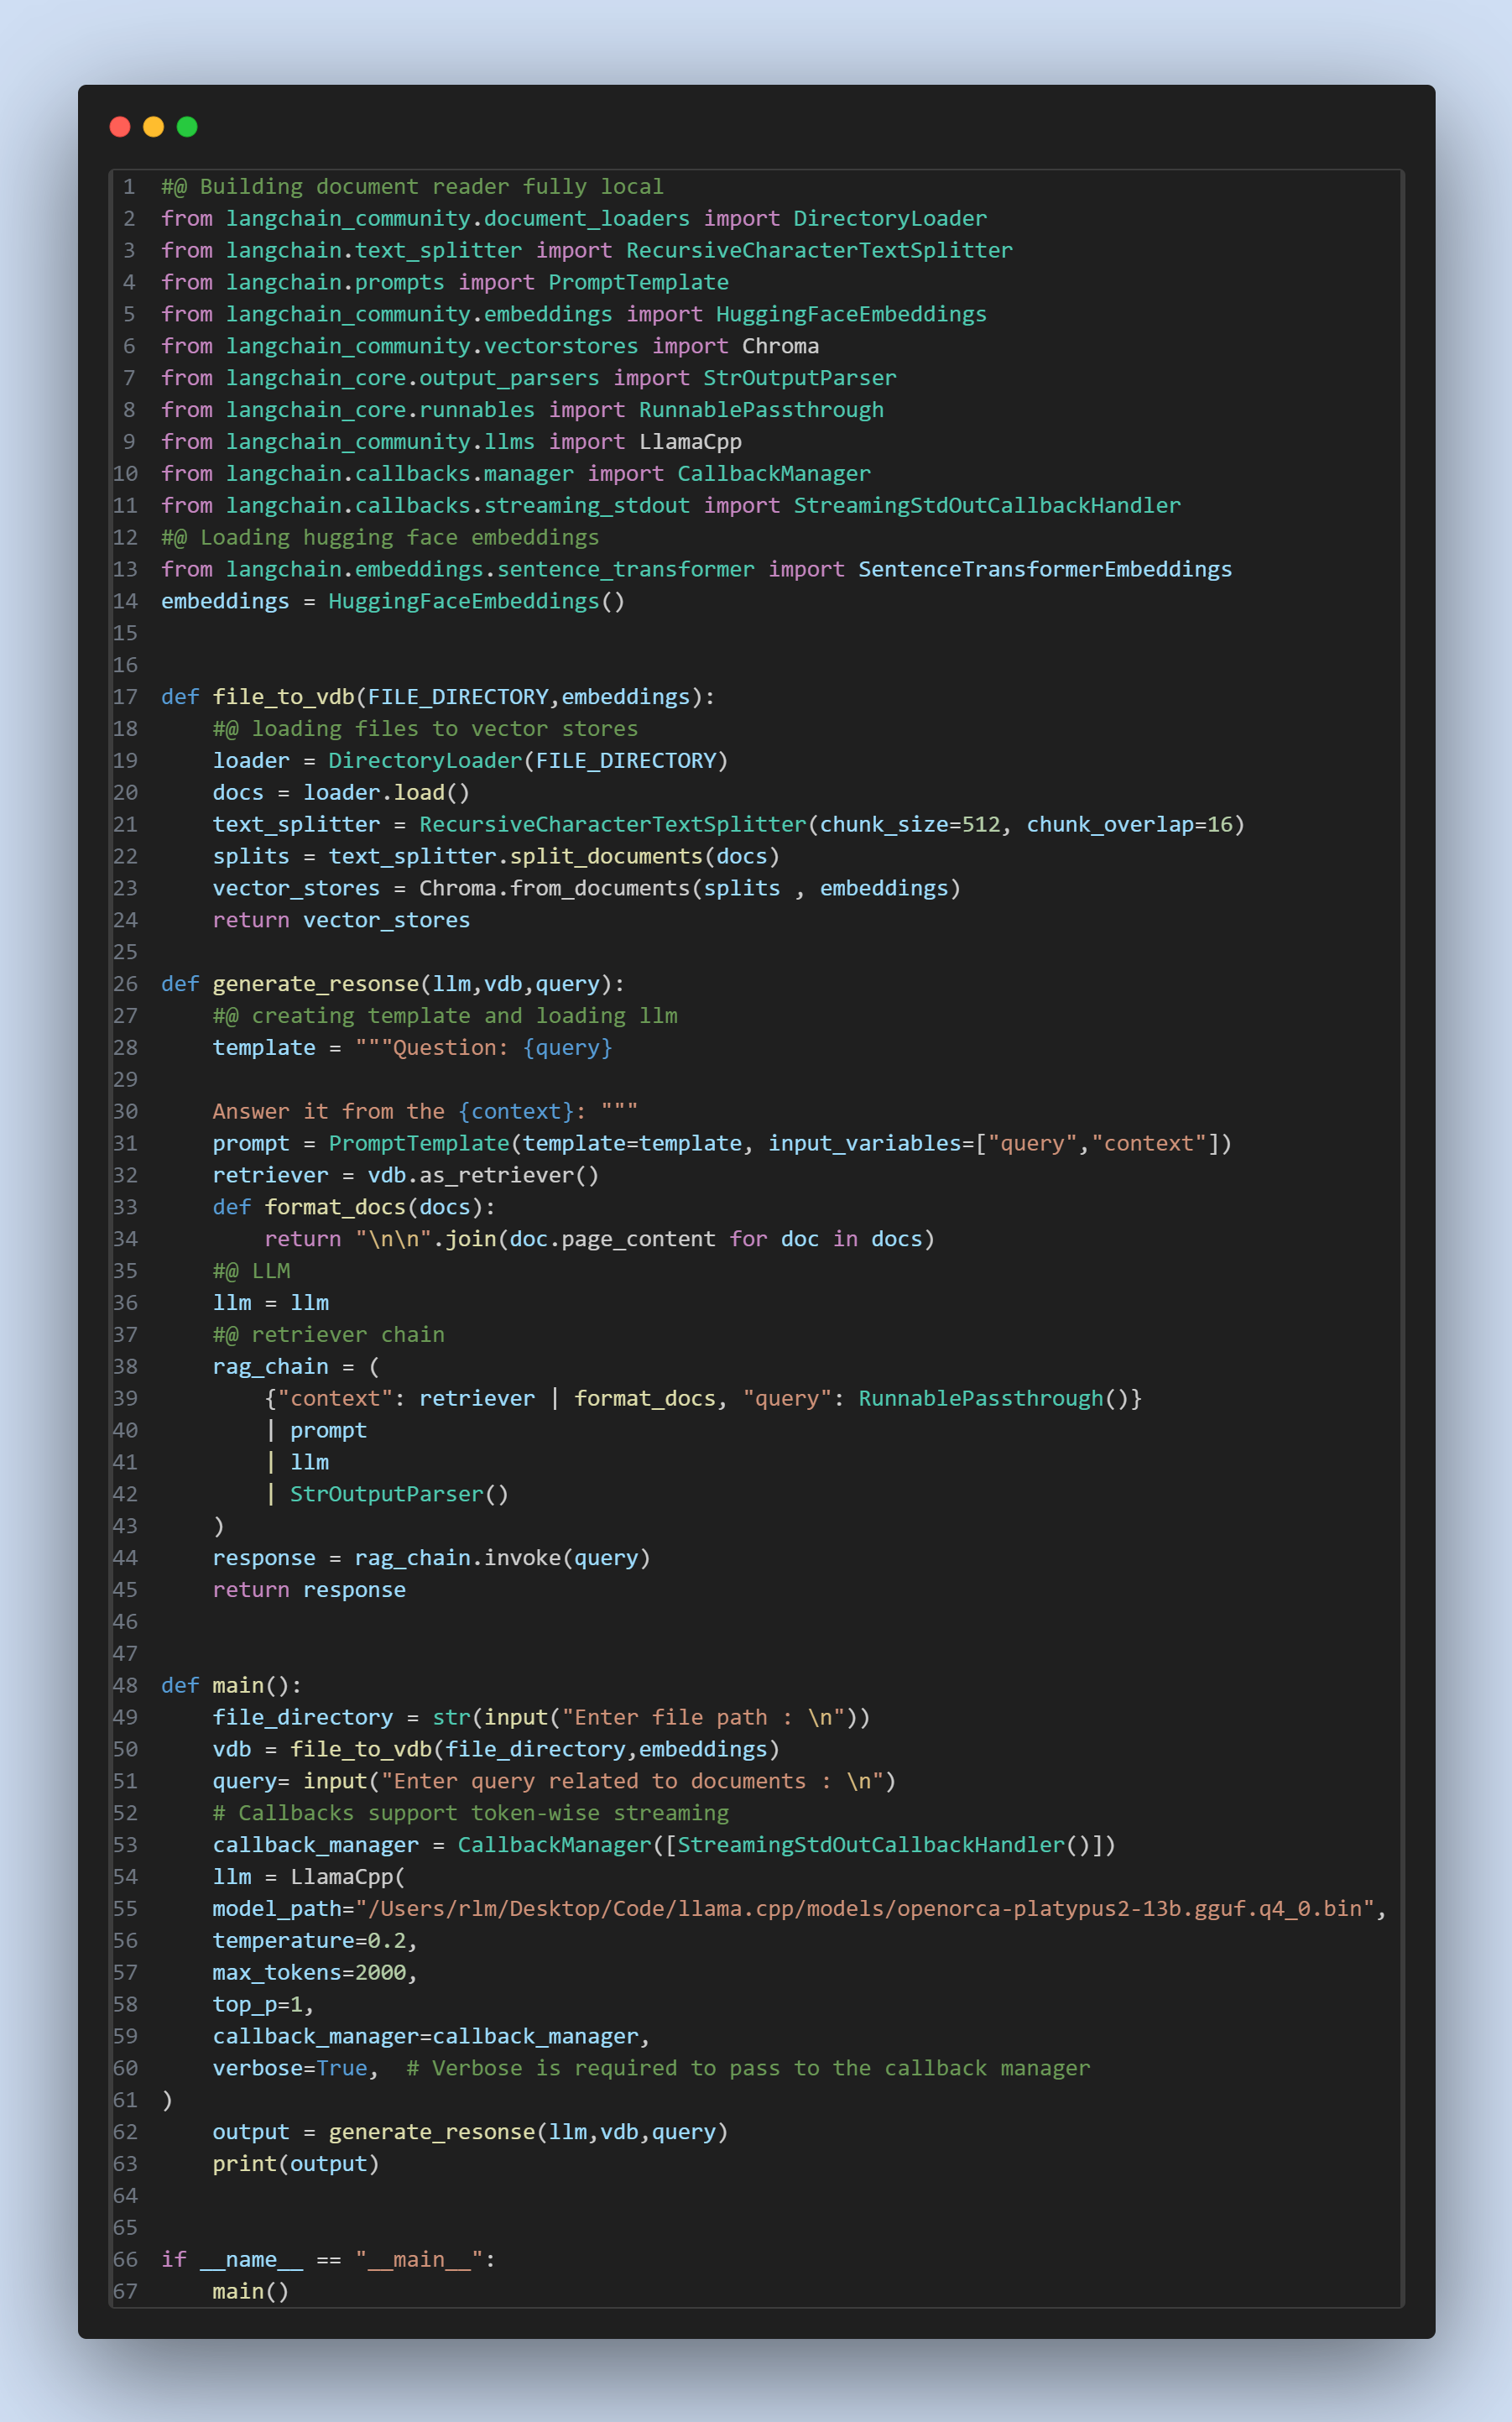 1 #@ Building document reader fully local
2 from langchain_community.document_loaders import DirectoryLoader
3 from langchain.text_splitter import RecursiveCharacterTextSplitter
4 from langchain.prompts import PromptTemplate
5 from langchain_community.embeddings import HuggingFaceEmbeddings
6 from langchain_community.vectorstores import Chroma
7 from langchain_core.output_parsers import StrOutputParser
8 from langchain_core.runnables import RunnablePassthrough
9 from langchain_community.llms import LlamaCpp
10 from langchain.callbacks.manager import CallbackManager
11 from langchain.callbacks.streaming_stdout import StreamingStdOutCallbackHandler
12 #@ Loading hugging face embeddings
13 from langchain.embeddings.sentence_transformer import SentenceTransformerEmbeddings
14 embeddings = HuggingFaceEmbeddings()
15
16
17 def file_to_vdb(FILE_DIRECTORY,embeddings):
18     #@ loading files to vector stores
19     loader = DirectoryLoader(FILE_DIRECTORY)
20     docs = loader.load()
21     text_splitter = RecursiveCharacterTextSplitter(chunk_size=512, chunk_overlap=16)
22     splits = text_splitter.split_documents(docs)
23     vector_stores = Chroma.from_documents(splits , embeddings)
24     return vector_stores
25
26 def generate_resonse(llm,vdb,query):
27     #@ creating template and loading llm
28     template = """Question: {query}
29
30     Answer it from the {context}: """
31     prompt = PromptTemplate(template=template, input_variables=["query","context"])
32     retriever = vdb.as_retriever()
33     def format_docs(docs):
34         return "\n\n".join(doc.page_content for doc in docs)
35     #@ LLM
36     llm = llm
37     #@ retriever chain
38     rag_chain = (
39         {"context": retriever | format_docs, "query": RunnablePassthrough()}
40         | prompt
41         | llm
42         | StrOutputParser()
43     )
44     response = rag_chain.invoke(query)
45     return response
46
47
48 def main():
49     file_directory = str(input("Enter file path : \n"))
50     vdb = file_to_vdb(file_directory,embeddings)
51     query= input("Enter query related to documents : \n")
52     # Callbacks support token-wise streaming
53     callback_manager = CallbackManager([StreamingStdOutCallbackHandler()])
54     llm = LlamaCpp(
55     model_path="/Users/rlm/Desktop/Code/llama.cpp/models/openorca-platypus2-13b.gguf.q4_0.bin",
56     temperature=0.2,
57     max_tokens=2000,
58     top_p=1,
59     callback_manager=callback_manager,
60     verbose=True,  # Verbose is required to pass to the callback manager
61 )
62     output = generate_resonse(llm,vdb,query)
63     print(output)
64
65
66 if __name__ == "__main__":
67     main()